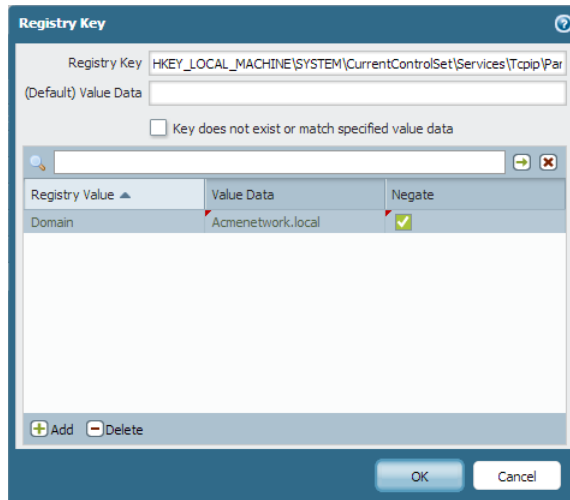 Registry Key
Registry Key HKEY_LOCAL_MACHINE\SYSTEM\CurrentControlSet\Services\Tcpip\Par
(Default) Value Data
Key does not exist or match specified value data
Registry Value Value Data Negate
Domain Acmenetwork.local
Add Delete
OK Cancel